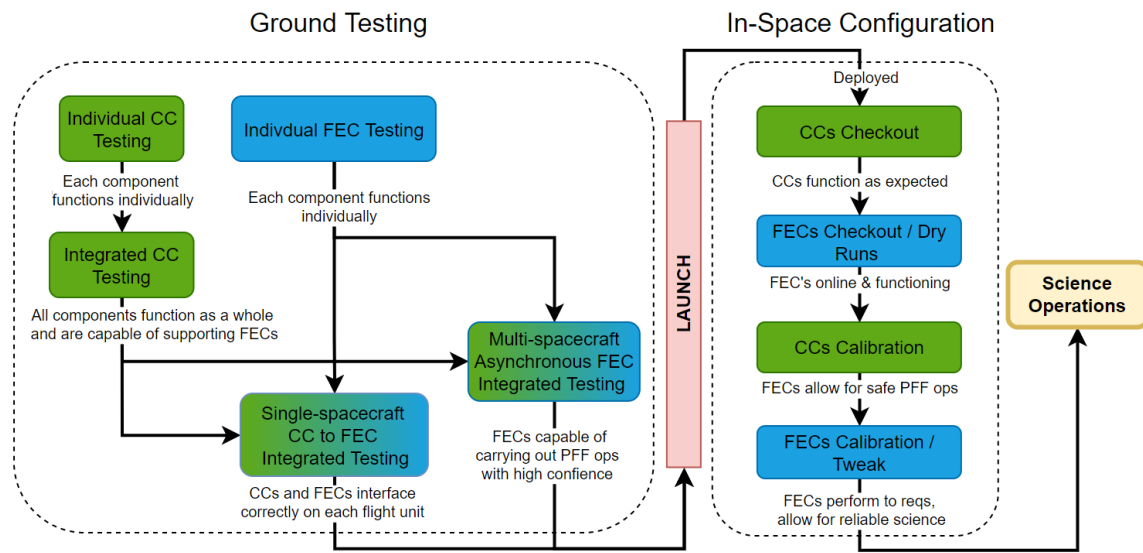 Ground Testing
Individual CC
Testing
Indivdual FEC Testing
Each component
functions individually
Each component functions
individually
Integrated CC
Testing
All components function as a whole
and are capable of supporting FECs
Multi-spacecraft
Asynchronous FEC
Integrated Testing
Single-spacecraft
CC to FEC
Integrated Testing
FECs capable of
carrying out PFF ops
with high confience
CCs and FECs interface
correctly on each flight unit
LAUNCH
In-Space Configuration
Deployed
CCs Checkout
CCs function as expected
FECs Checkout / Dry
Runs
FEC's online & functioning
CCs Calibration
FECs allow for safe PFF ops
FECs Calibration /
Tweak
FECs perform to reqs,
allow for reliable science
Science
Operations